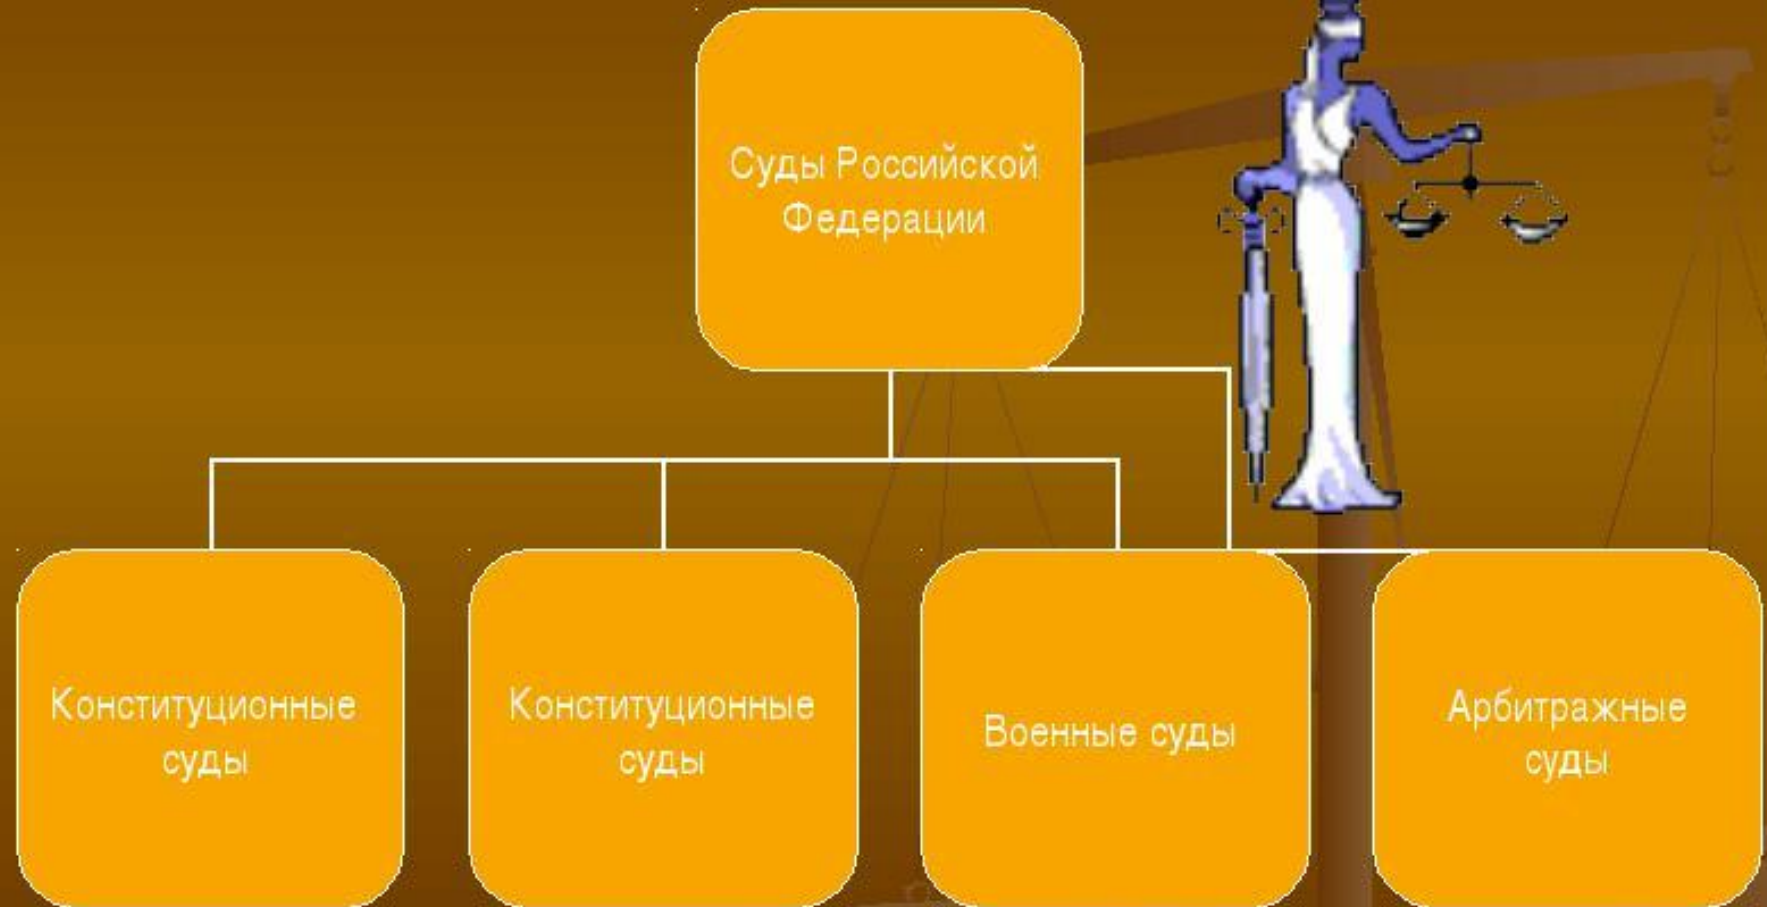 Суды Российской
Федерации
Конституционные
суды
Конституционные
суды
Военные суды
Арбитражные
суды